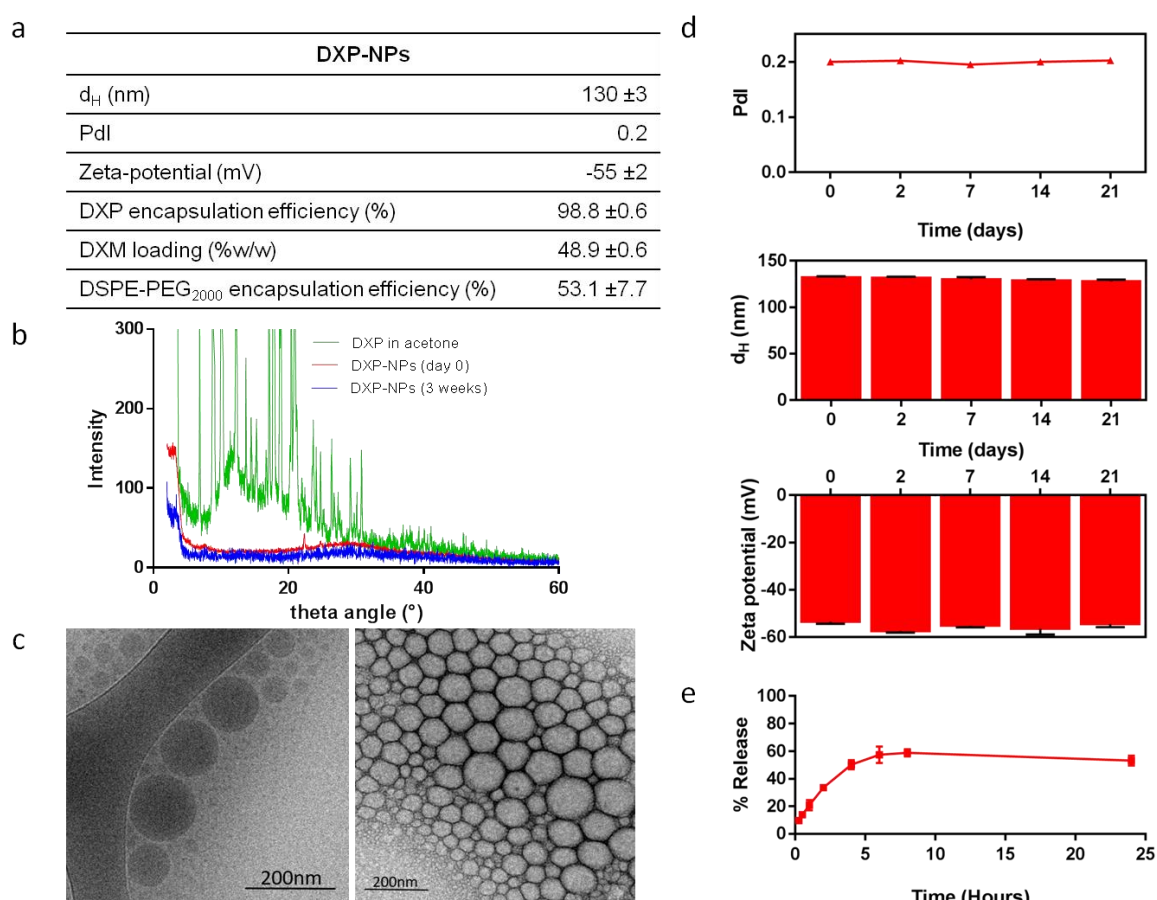 a
DXP-NPs
d_H (nm) 130 ±3
PdI 0.2
Zeta-potential (mV) -55 ±2
DXP encapsulation efficiency (%) 98.8 ±0.6
DXM loading (%w/w) 48.9 ±0.6
DSPE-PEG2000 encapsulation efficiency (%) 53.1 ±7.7
b
300
200
100
0
Intensity
DXP in acetone
DXP-NPs (day 0)
DXP-NPs (3 weeks)
0 20 40 60
theta angle (°)
c
200nm
200nm
d
PdI
0.2
0.1
0.0
0 2 7 14 21
Time (days)
d_H (nm)
150
100
50
0
0 2 7 14 21
Time (days)
0 2 7 14 21
Zeta potential (mV)
0
-20
-40
-60
e
% Release
100
80
60
40
20
0
0 5 10 15 20 25
Time (Hours)